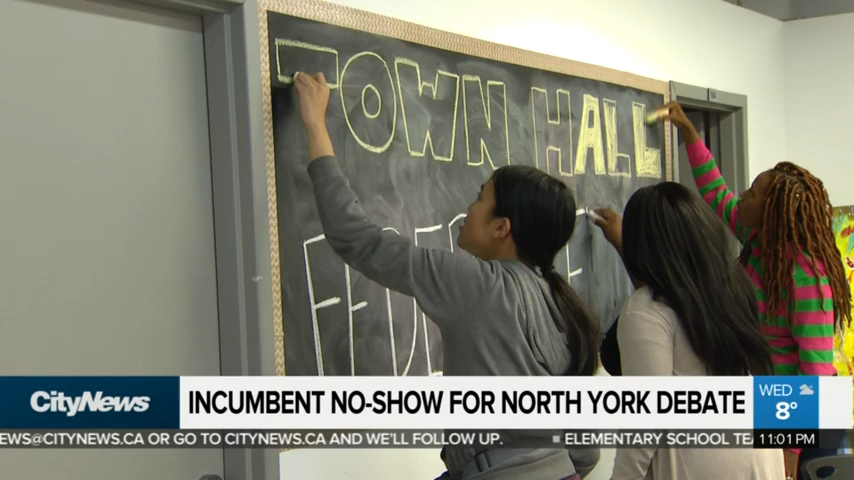 TOWN HALL
CityNews
INCUMBENT NO-SHOW FOR NORTH YORK DEBATE
WED
8°
EWS@CITYNEWS.CA OR GO TO CITYNEWS.CA AND WE'LL FOLLOW UP. ELEMENTARY SCHOOL TEA
11:01 PM